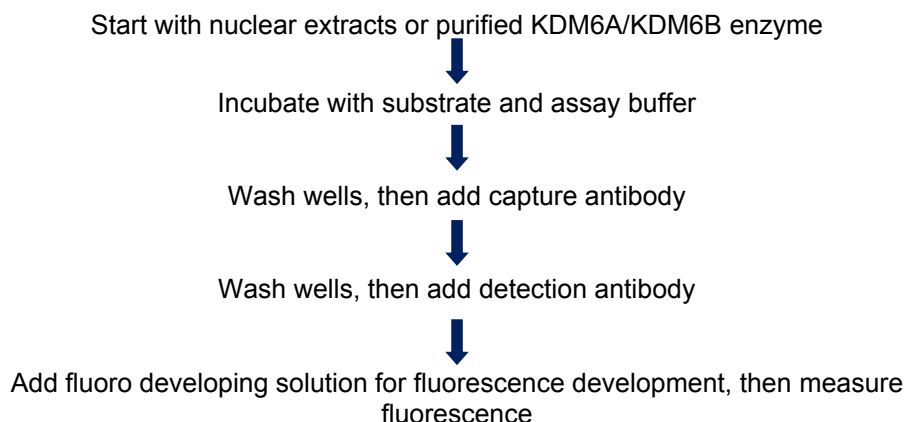 Start with nuclear extracts or purified KDM6A/KDM6B enzyme
Incubate with substrate and assay buffer
Wash wells, then add capture antibody
Wash wells, then add detection antibody
Add fluoro developing solution for fluorescence development, then measure
fluorescence